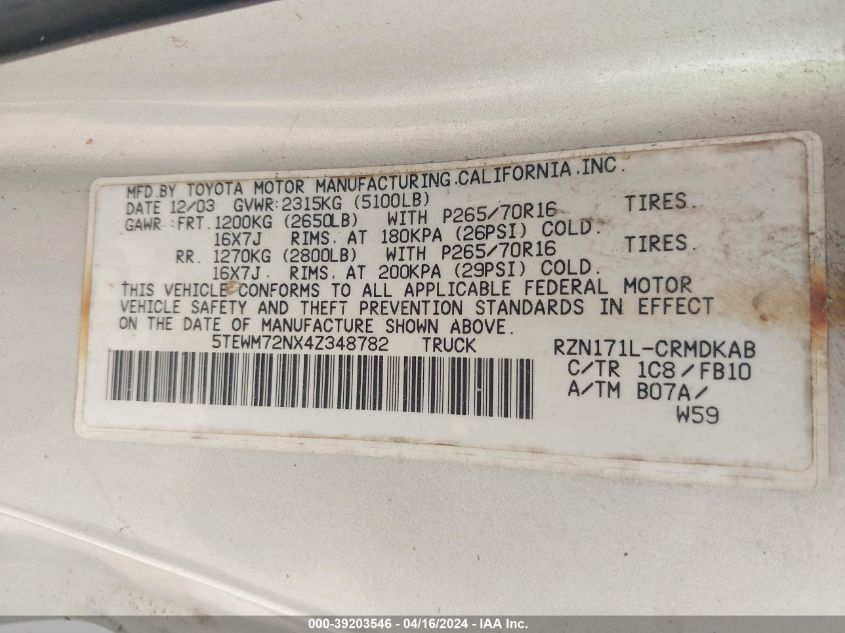 MFD.BY TOYOTA MOTOR MANUFACTURING.CALIFORNIA.INC.
DATE 12/03 GVWR:2315KG (5100LB)
GAWR :FRT.1200KG (2650LB) WITH P265/70R16 TIRES.
16X7J RIMS. AT 180KPA (26PSI) COLD.
RR. 1270KG (2800LB) WITH P265/70R16 TIRES.
16X7J. RIMS. AT 200KPA (29PSI) COLD.
THIS VEHICLE CONFORMS TO ALL APPLICABLE FEDERAL MOTOR
VEHICLE SAFETY AND THEFT PREVENTION STANDARDS IN EFFECT
ON THE DATE OF MANUFACTURE SHOWN ABOVE.
5TEWM72NX4Z348782 TRUCK RZN171L-CRMDKAB
C/TR 1C8/FB10
A/TM B07A/
W59
000-39203546 - 04/16/2024 - IAA, Inc.